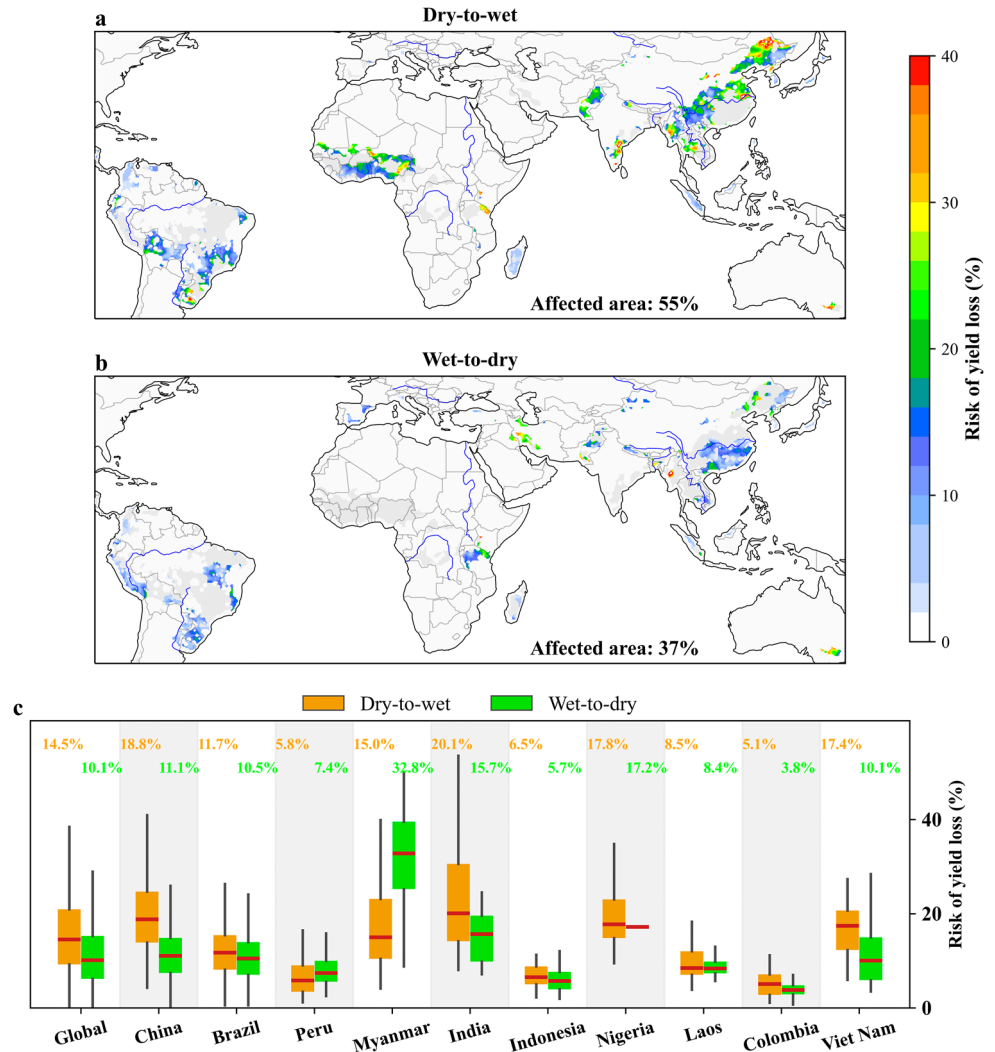 a
Dry-to-wet
Affected area: 55%
b
Wet-to-dry
Affected area: 37%
40
30
20
10
0
Risk of yield loss (%)
c
Dry-to-wet
Wet-to-dry
14.5% 18.8% 11.7% 5.8% 15.0% 20.1% 6.5% 17.8% 8.5% 5.1% 17.4%
10.1% 11.1% 10.5% 7.4% 32.8% 15.7% 5.7% 17.2% 8.4% 3.8% 10.1%
40
20
0
Risk of yield loss (%)
Global China Brazil Peru Myanmar India Indonesia Nigeria Laos Colombia Viet Nam